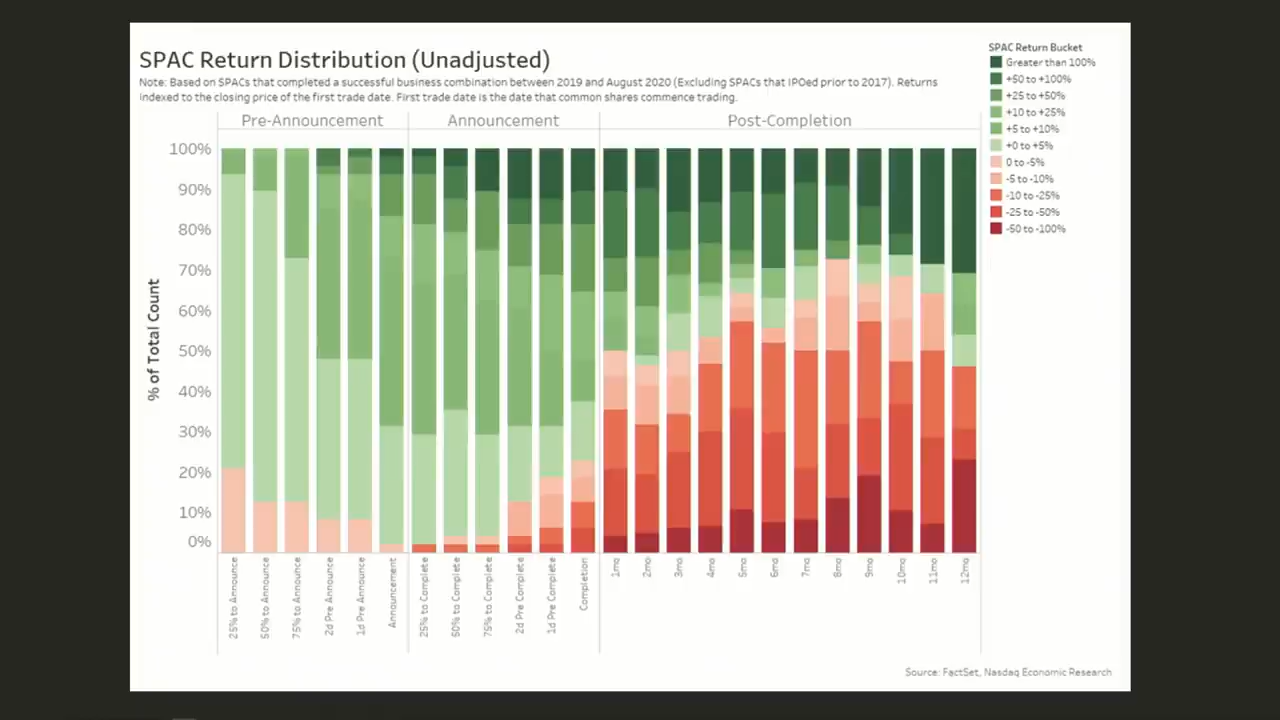 SPAC Return Distribution (Unadjusted)
Note: Based on SPACs that completed a successful business combination between 2019 and August 2020 (Excluding SPACs that IPOed prior to 2017). Returns
indexed to the closing price of the first trade date. First trade date is the date that common shares commence trading.
SPAC Return Bucket
Greater than 100%
+50 to +100%
+25 to +50%
+10 to +25%
+5 to +10%
+0 to +5%
0 to -5%
-5 to -10%
-10 to -25%
-25 to -50%
-50 to -100%
Pre-Announcement
Announcement
Post-Completion
% of Total Count
100%
90%
80%
70%
60%
50%
40%
30%
20%
10%
0%
25% to Announce
50% to Announce
75% to Announce
2d Pre Announce
1d Pre Announce
Announcement
25% to Complete
50% to Complete
75% to Complete
2d Pre Complete
1d Pre Complete
Completion
1mo
2mo
3mo
4mo
5mo
6mo
7mo
8mo
9mo
10mo
11mo
12mo
Source: FactSet, Nasdaq Economic Research